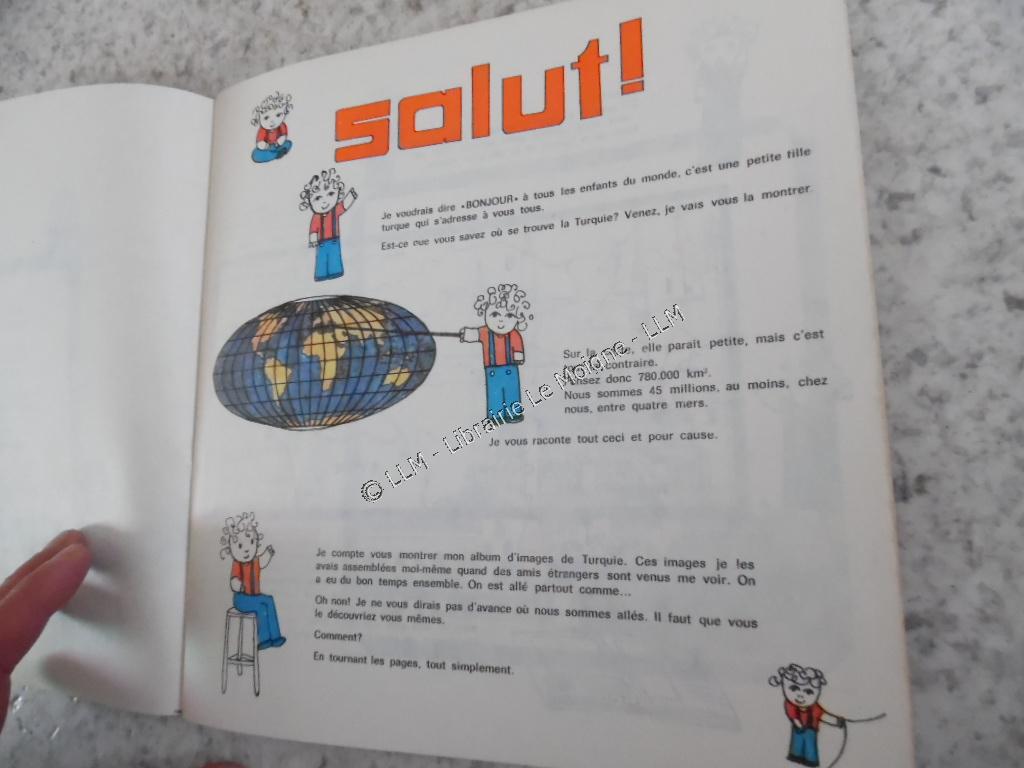 salut!
Je voudrais dire «BONJOUR» à tous les enfants du monde, c'est une petite fille
turque qui s'adresse à vous tous.
Est-ce que vous savez où se trouve la Turquie? Venez, je vais vous la montrer
Sur la elle parait petite, mais c'est
contraire.
donc 780.000 km².
Nous sommes 45 millions, au moins, chez
nous, entre quatre mers.
Je vous raconte tout ceci et pour cause.
© LLM - Librairie Le Moigne - LLM
Je compte vous montrer mon album d'images de Turquie. Ces images je les
avais assemblées moi-même quand des amis étrangers sont venus me voir. On
a eu du bon temps ensemble. On est allé partout comme...
Oh non! Je ne vous dirais pas d'avance où nous sommes allés. Il faut que vous
le découvriez vous mêmes.
Comment?
En tournant les pages, tout simplement.